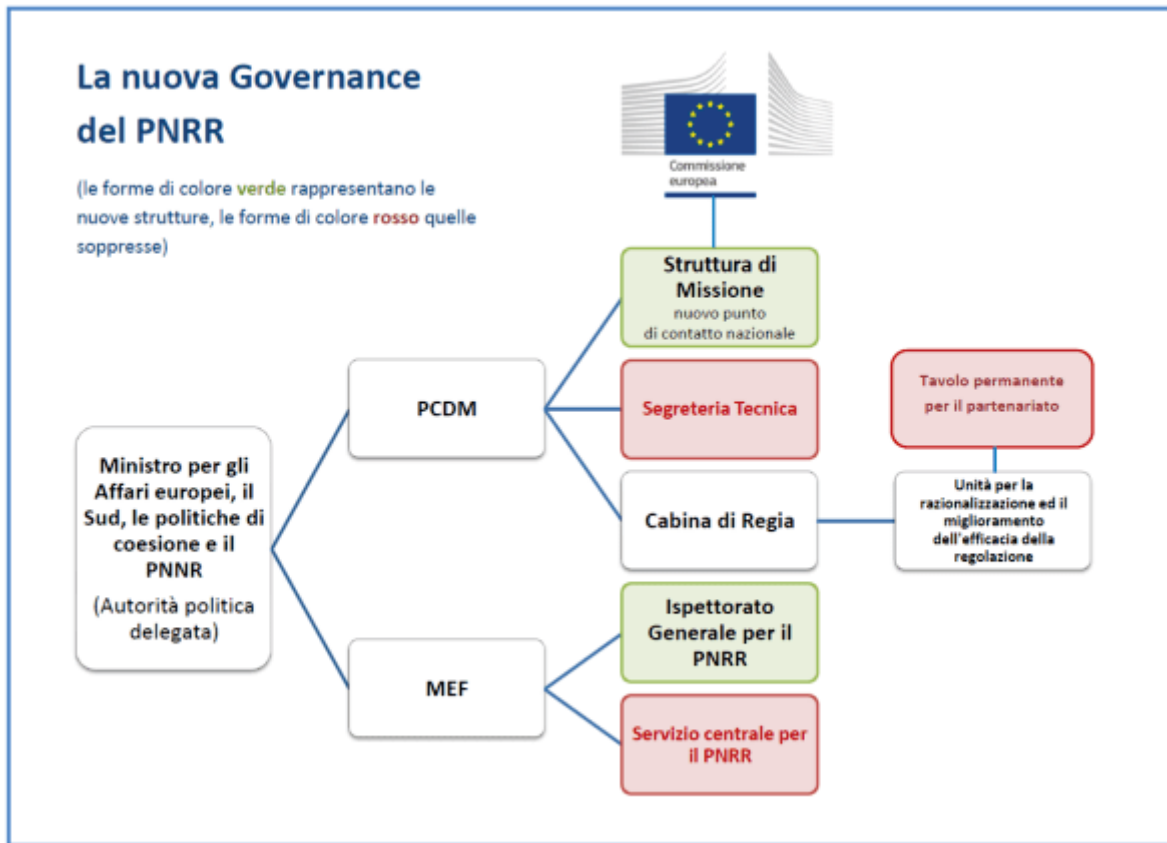 La nuova Governance
del PNRR
(le forme di colore verde rappresentano le
nuove strutture, le forme di colore rosso quelle
soppresse)
Commissione
europea
Struttura di
Missione
nuovo punto
di contatto nazionale
PCDM
Segreteria Tecnica
Tavolo permanente
per il partenariato
Ministro per gli
Affari europei, il
Sud, le politiche di
coesione e il
PNNR
(Autorità politica
delegata)
Cabina di Regia
Unità per la
razionalizzazione ed il
miglioramento
dell'efficacia della
regolazione
Ispettorato
Generale per il
PNRR
MEF
Servizio centrale per
il PNRR